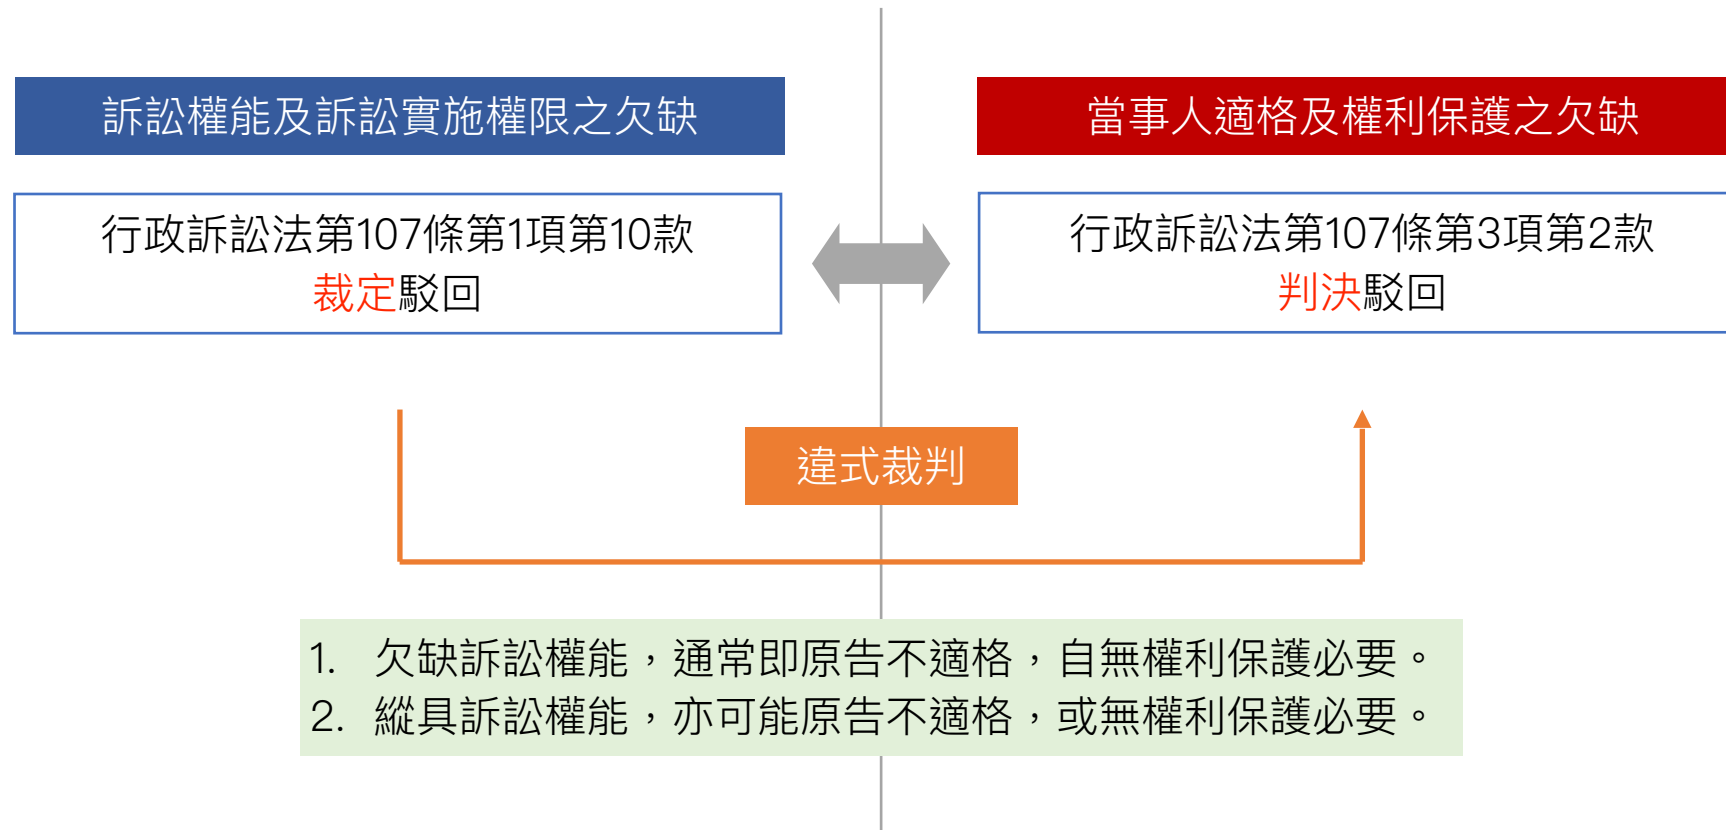 訴訟權能及訴訟實施權限之欠缺
行政訴訟法第107條第1項第10款
裁定駁回
當事人適格及權利保護之欠缺
行政訴訟法第107條第3項第2款
判決駁回
違式裁判
1. 欠缺訴訟權能，通常即原告不適格，自無權利保護必要。
2. 縱具訴訟權能，亦可能原告不適格，或無權利保護必要。